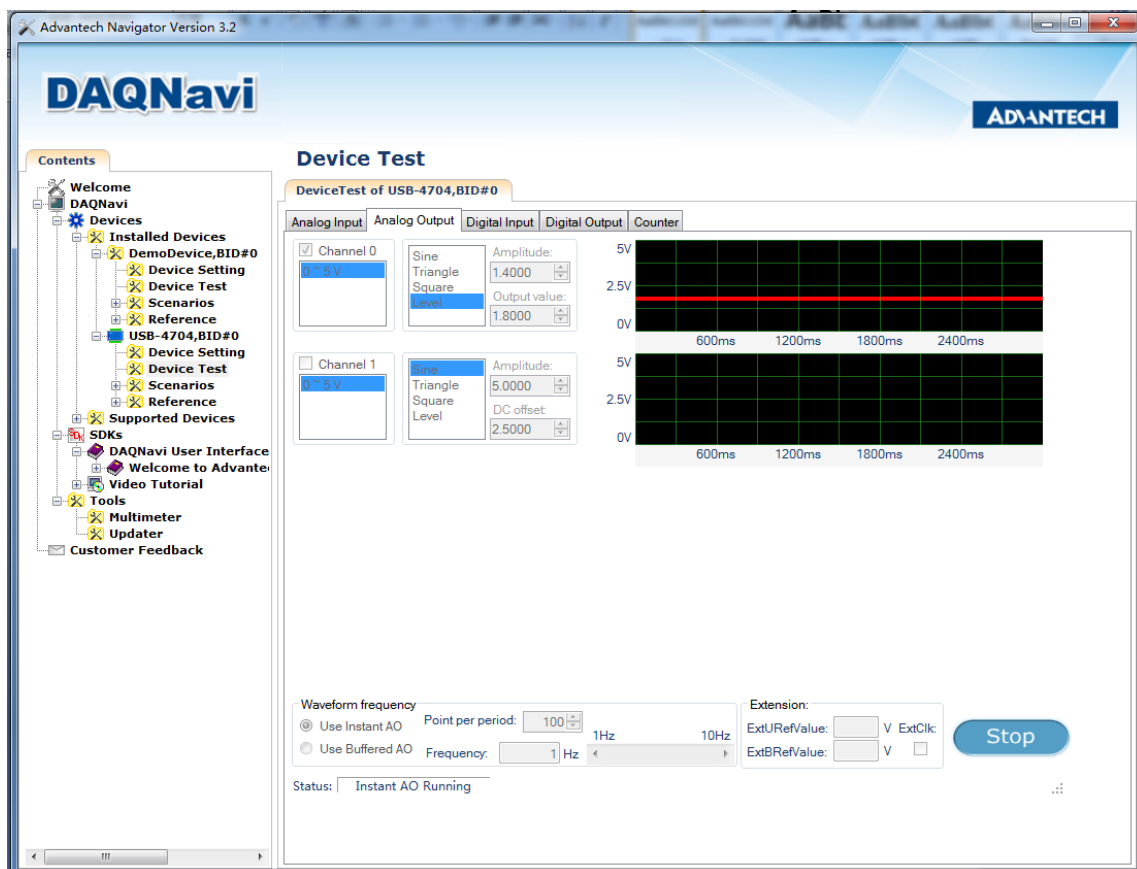 Advantech Navigator Version 3.2
DAQNavi
ADVANTECH
Contents
Welcome
DAQNavi
Devices
Installed Devices
DemoDevice,BID#0
Device Setting
Device Test
Scenarios
Reference
USB-4704,BID#0
Device Setting
Device Test
Scenarios
Reference
Supported Devices
SDKs
DAQNavi User Interface
Welcome to Advante
Video Tutorial
Tools
Multimeter
Updater
Customer Feedback
Device Test
DeviceTest of USB-4704,BID#0
Analog Input Analog Output Digital Input Digital Output Counter
Channel 0
0 ~ 5 V
Sine
Triangle
Square
Level
Amplitude:
1.4000
Output value:
1.8000
5V
2.5V
0V
600ms 1200ms 1800ms 2400ms
Channel 1
0 ~ 5 V
Sine
Triangle
Square
Level
Amplitude:
5.0000
DC offset:
2.5000
5V
2.5V
0V
600ms 1200ms 1800ms 2400ms
Waveform frequency
Use Instant AO
Use Buffered AO
Point per period: 100
Frequency: 1 Hz
1Hz 10Hz
Extension:
ExtURefValue: V ExtClk:
ExtBRefValue: V
Stop
Status: Instant AO Running